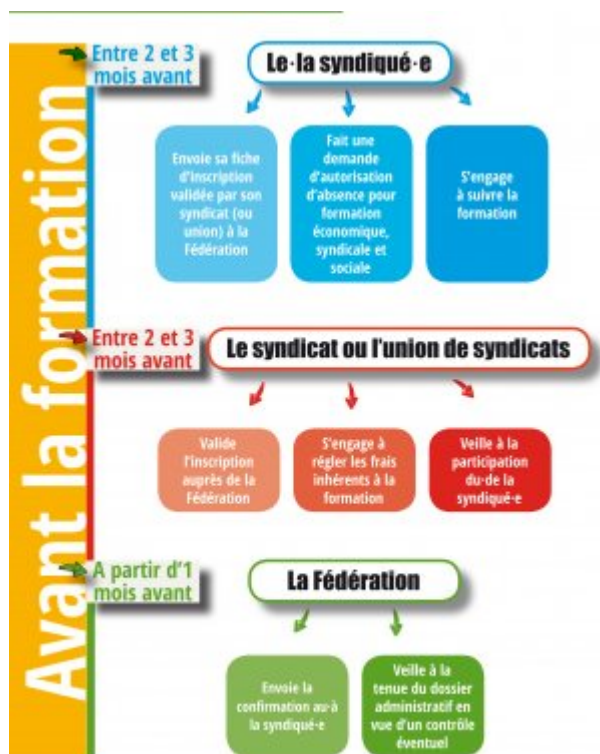 Avant la formation
Entre 2 et 3
mois avant
Le·la syndiqué·e
Envoie sa fiche
d'inscription
validée par son
syndicat (ou
union) à la
Fédération
Fait une
demande
d'autorisation
d'absence pour
formation
économique,
syndicale et
sociale
S'engage
à suivre la
formation
Entre 2 et 3
mois avant
Le syndicat ou l'union de syndicats
Valide
l'inscription
auprès de la
Fédération
S'engage à
régler les frais
inhérents à la
formation
Veille à la
participation
du·de la
syndiqué·e
A partir d'1
mois avant
La Fédération
Envoie la
confirmation au·à
la syndiqué·e
Veille à la
tenue du dossier
administratif en
vue d'un contrôle
éventuel